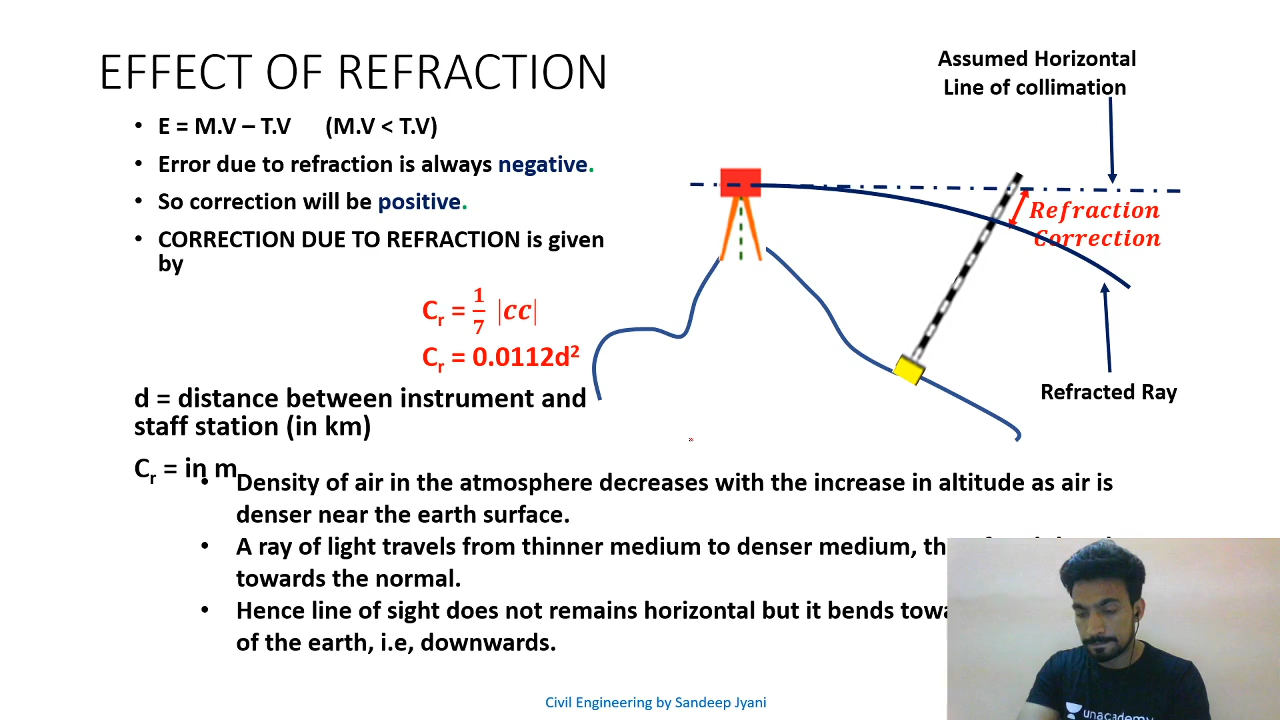 EFFECT OF REFRACTION
• E = M.V – T.V (M.V < T.V)
• Error due to refraction is always negative.
• So correction will be positive.
• CORRECTION DUE TO REFRACTION is given
by
Cr = 1/7 |cc|
Cr = 0.0112d²
d = distance between instrument and
staff station (in km)
Cr = in m
Assumed Horizontal
Line of collimation
Refraction
Correction
Refracted Ray
• Density of air in the atmosphere decreases with the increase in altitude as air is
denser near the earth surface.
• A ray of light travels from thinner medium to denser medium,
towards the normal.
• Hence line of sight does not remains horizontal but it bends
of the earth, i.e, downwards.
unacademy
Civil Engineering by Sandeep Jyani